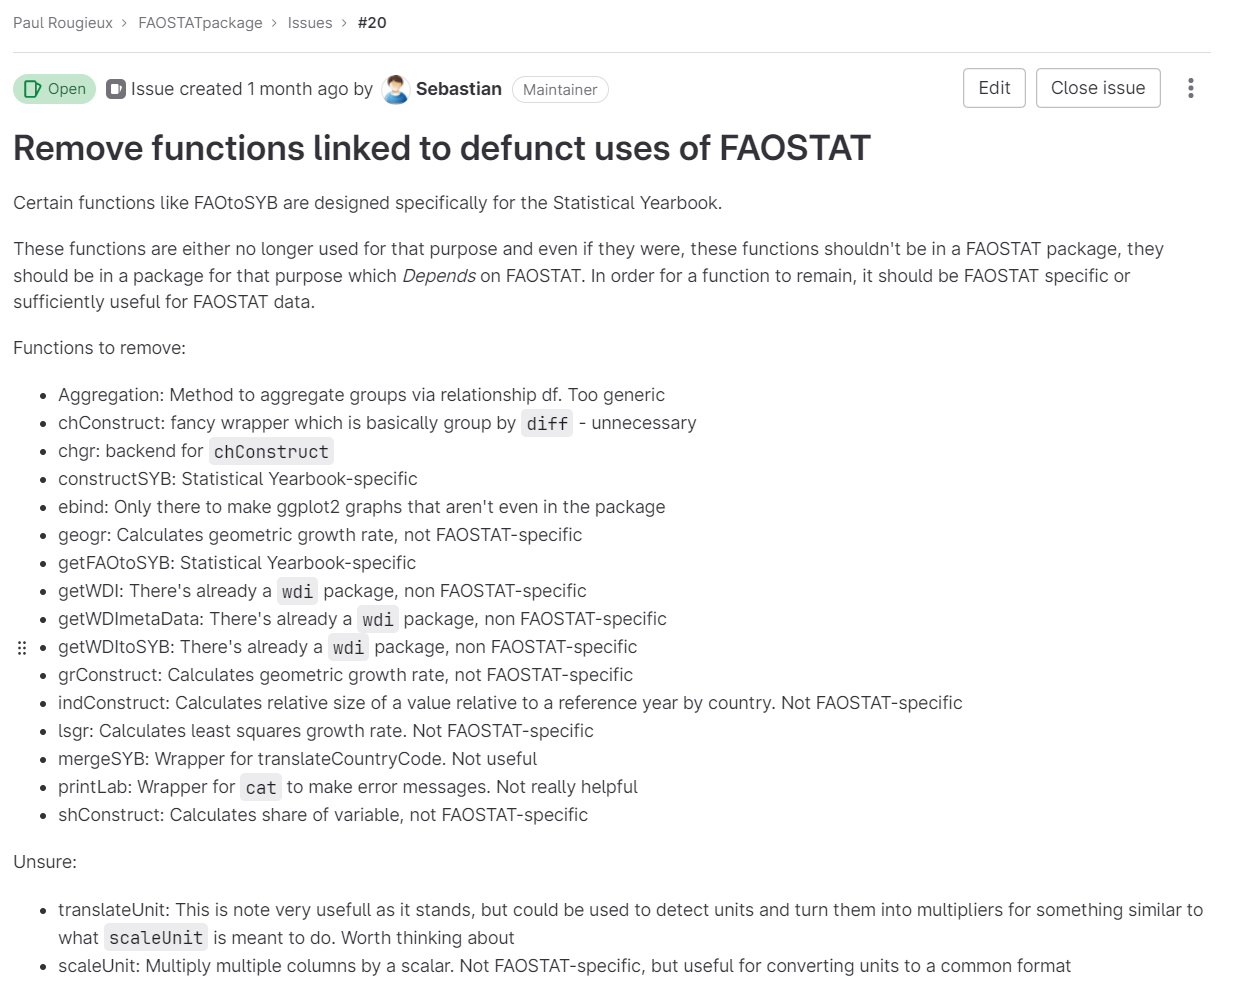 Paul Rougieux > FAOSTATpackage > Issues > #20
Open Issue created 1 month ago by Sebastian Maintainer Edit Close issue
Remove functions linked to defunct uses of FAOSTAT
Certain functions like FAOtoSYB are designed specifically for the Statistical Yearbook.
These functions are either no longer used for that purpose and even if they were, these functions shouldn't be in a FAOSTAT package, they
should be in a package for that purpose which Depends on FAOSTAT. In order for a function to remain, it should be FAOSTAT specific or
sufficiently useful for FAOSTAT data.
Functions to remove:
• Aggregation: Method to aggregate groups via relationship df. Too generic
• chConstruct: fancy wrapper which is basically group by diff - unnecessary
• chgr: backend for chConstruct
• constructSYB: Statistical Yearbook-specific
• ebind: Only there to make ggplot2 graphs that aren't even in the package
• geogr: Calculates geometric growth rate, not FAOSTAT-specific
• getFAOtoSYB: Statistical Yearbook-specific
• getWDI: There's already a wdi package, non FAOSTAT-specific
• getWDImetaData: There's already a wdi package, non FAOSTAT-specific
• getWDItoSYB: There's already a wdi package, non FAOSTAT-specific
• grConstruct: Calculates geometric growth rate, not FAOSTAT-specific
• indConstruct: Calculates relative size of a value relative to a reference year by country. Not FAOSTAT-specific
• lsgr: Calculates least squares growth rate. Not FAOSTAT-specific
• mergeSYB: Wrapper for translateCountryCode. Not useful
• printLab: Wrapper for cat to make error messages. Not really helpful
• shConstruct: Calculates share of variable, not FAOSTAT-specific
Unsure:
• translateUnit: This is note very usefull as it stands, but could be used to detect units and turn them into multipliers for something similar to
what scaleUnit is meant to do. Worth thinking about
• scaleUnit: Multiply multiple columns by a scalar. Not FAOSTAT-specific, but useful for converting units to a common format